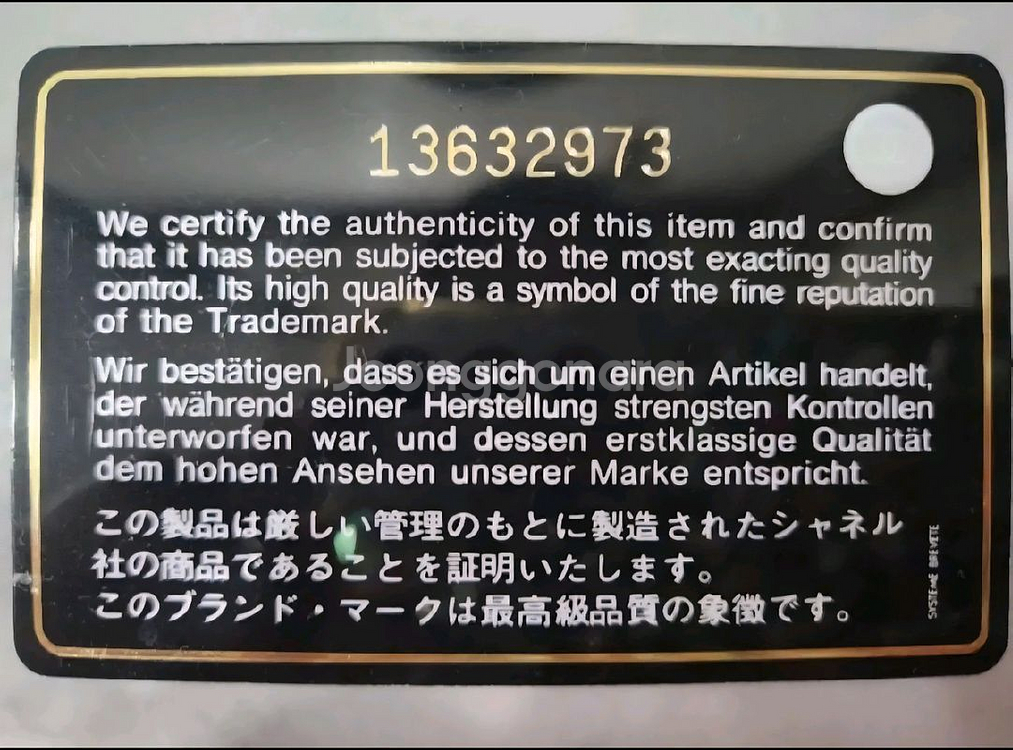 13632973
We certify the authenticity of this item and confirm
that it has been subjected to the most exacting quality
control. Its high quality is a symbol of the fine reputation
of the Trademark.
Joonggonara
Wir bestätigen, dass es sich um einen Artikel handelt,
der während seiner Herstellung strengsten Kontrollen
unterworfen war, und dessen erstklassige Qualität
dem hohen Ansehen unserer Marke entspricht.
この製品は厳しい管理のもとに製造されたシャネル
社の商品であることを証明いたします。
このブランド・マークは最高級品質の象徴です。
SYSTEME BREVETE